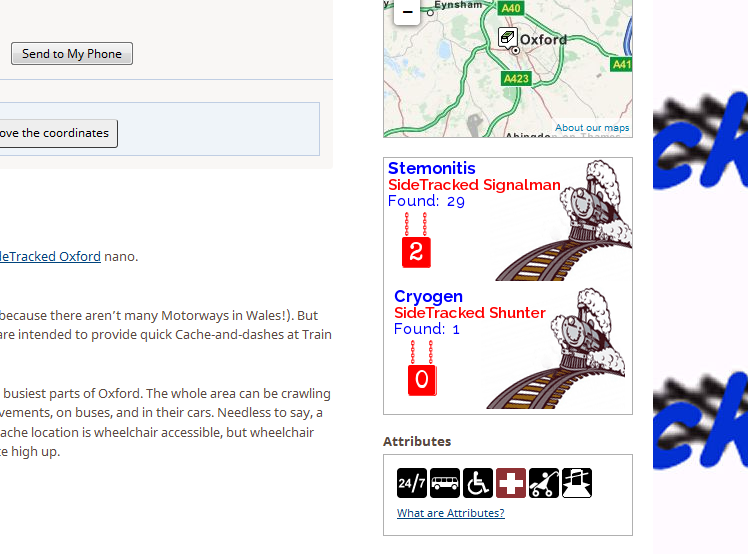 Send to My Phone
ove the coordinates
deTracked Oxford nano.
because there aren't many Motorways in Wales!). But
are intended to provide quick Cache-and-dashes at Train
busiest parts of Oxford. The whole area can be crawling
vements, on buses, and in their cars. Needless to say, a
ache location is wheelchair accessible, but wheelchair
te high up.
−
Eynsham
A40
Oxford
A41
A423
Abingdon-on-Thames
About our maps
Stemonitis
SideTracked Signalman
Found: 29
2
Cryogen
SideTracked Shunter
Found: 1
0
Attributes
24/7
What are Attributes?
ck
ck